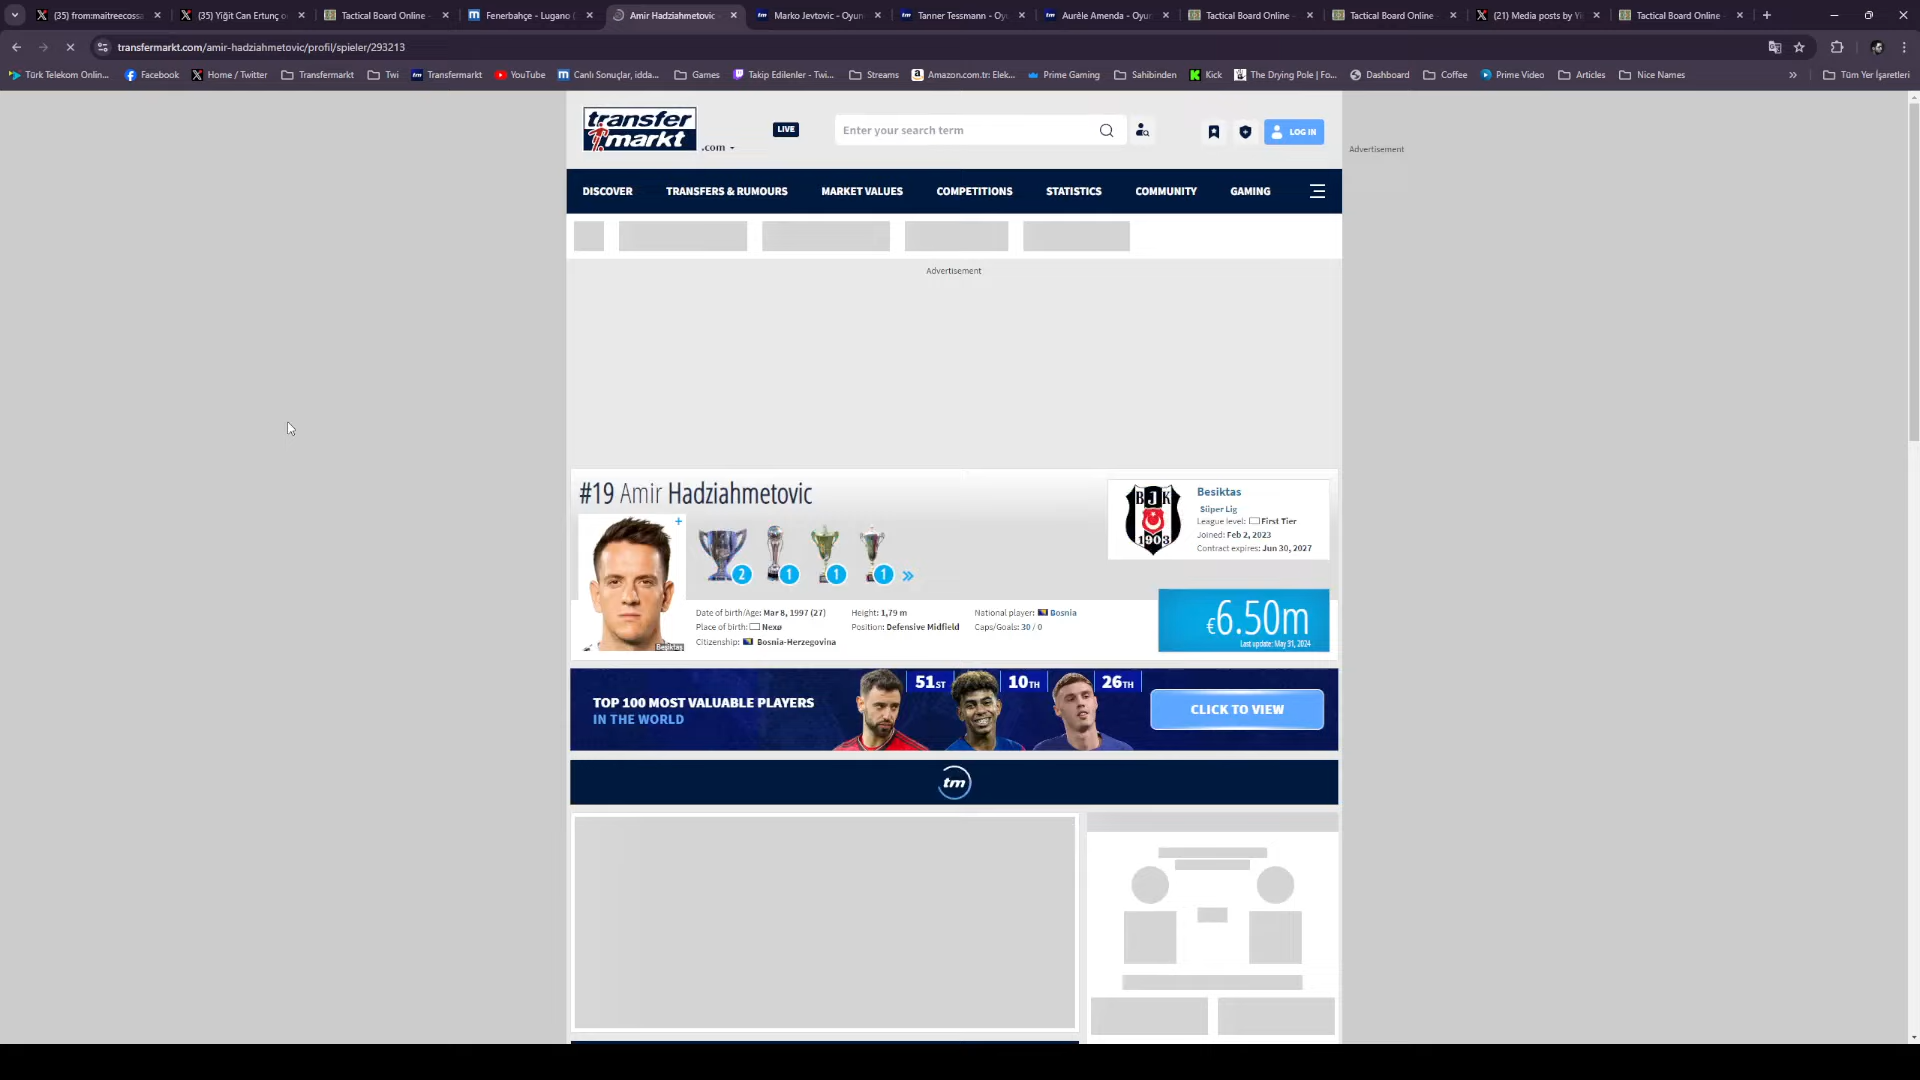 (35) from:maitreecossa
(35) Yiğit Can Ertunç o
Tactical Board Online -
Fenerbahçe - Lugano (
Amir Hadziahmetovic -
Marko Jevtovic - Oyun
Tanner Tessmann - Oyu
Aurèle Amenda - Oyun
Tactical Board Online -
Tactical Board Online -
(21) Media posts by Yi
Tactical Board Online -
transfermarkt.com/amir-hadziahmetovic/profil/spieler/293213
Türk Telekom Onlin...
Facebook
Home / Twitter
Transfermarkt
Twi
Transfermarkt
YouTube
Canlı Sonuçlar, idda...
Games
Takip Edilenler - Twi...
Streams
Amazon.com.tr: Elek...
Prime Gaming
Sahibinden
Kick
The Drying Pole | Fo...
Dashboard
Coffee
Prime Video
Articles
Nice Names
»
Tüm Yer İşaretleri
transfer
markt
.com
LIVE
Enter your search term
LOG IN
Advertisement
DISCOVER
TRANSFERS & RUMOURS
MARKET VALUES
COMPETITIONS
STATISTICS
COMMUNITY
GAMING
Advertisement
#19 Amir Hadziahmetovic
2
1
1
1
»
BJK
1903
Besiktas
Süper Lig
League level: First Tier
Joined: Feb 2, 2023
Contract expires: Jun 30, 2027
Besiktas
Date of birth/Age: Mar 8, 1997 (27)
Place of birth: Nexø
Citizenship: Bosnia-Herzegovina
Height: 1,79 m
Position: Defensive Midfield
National player: Bosnia
Caps/Goals: 30 / 0
€6.50m
Last update: May 31, 2024
TOP 100 MOST VALUABLE PLAYERS
IN THE WORLD
51ST
10TH
26TH
CLICK TO VIEW
tm